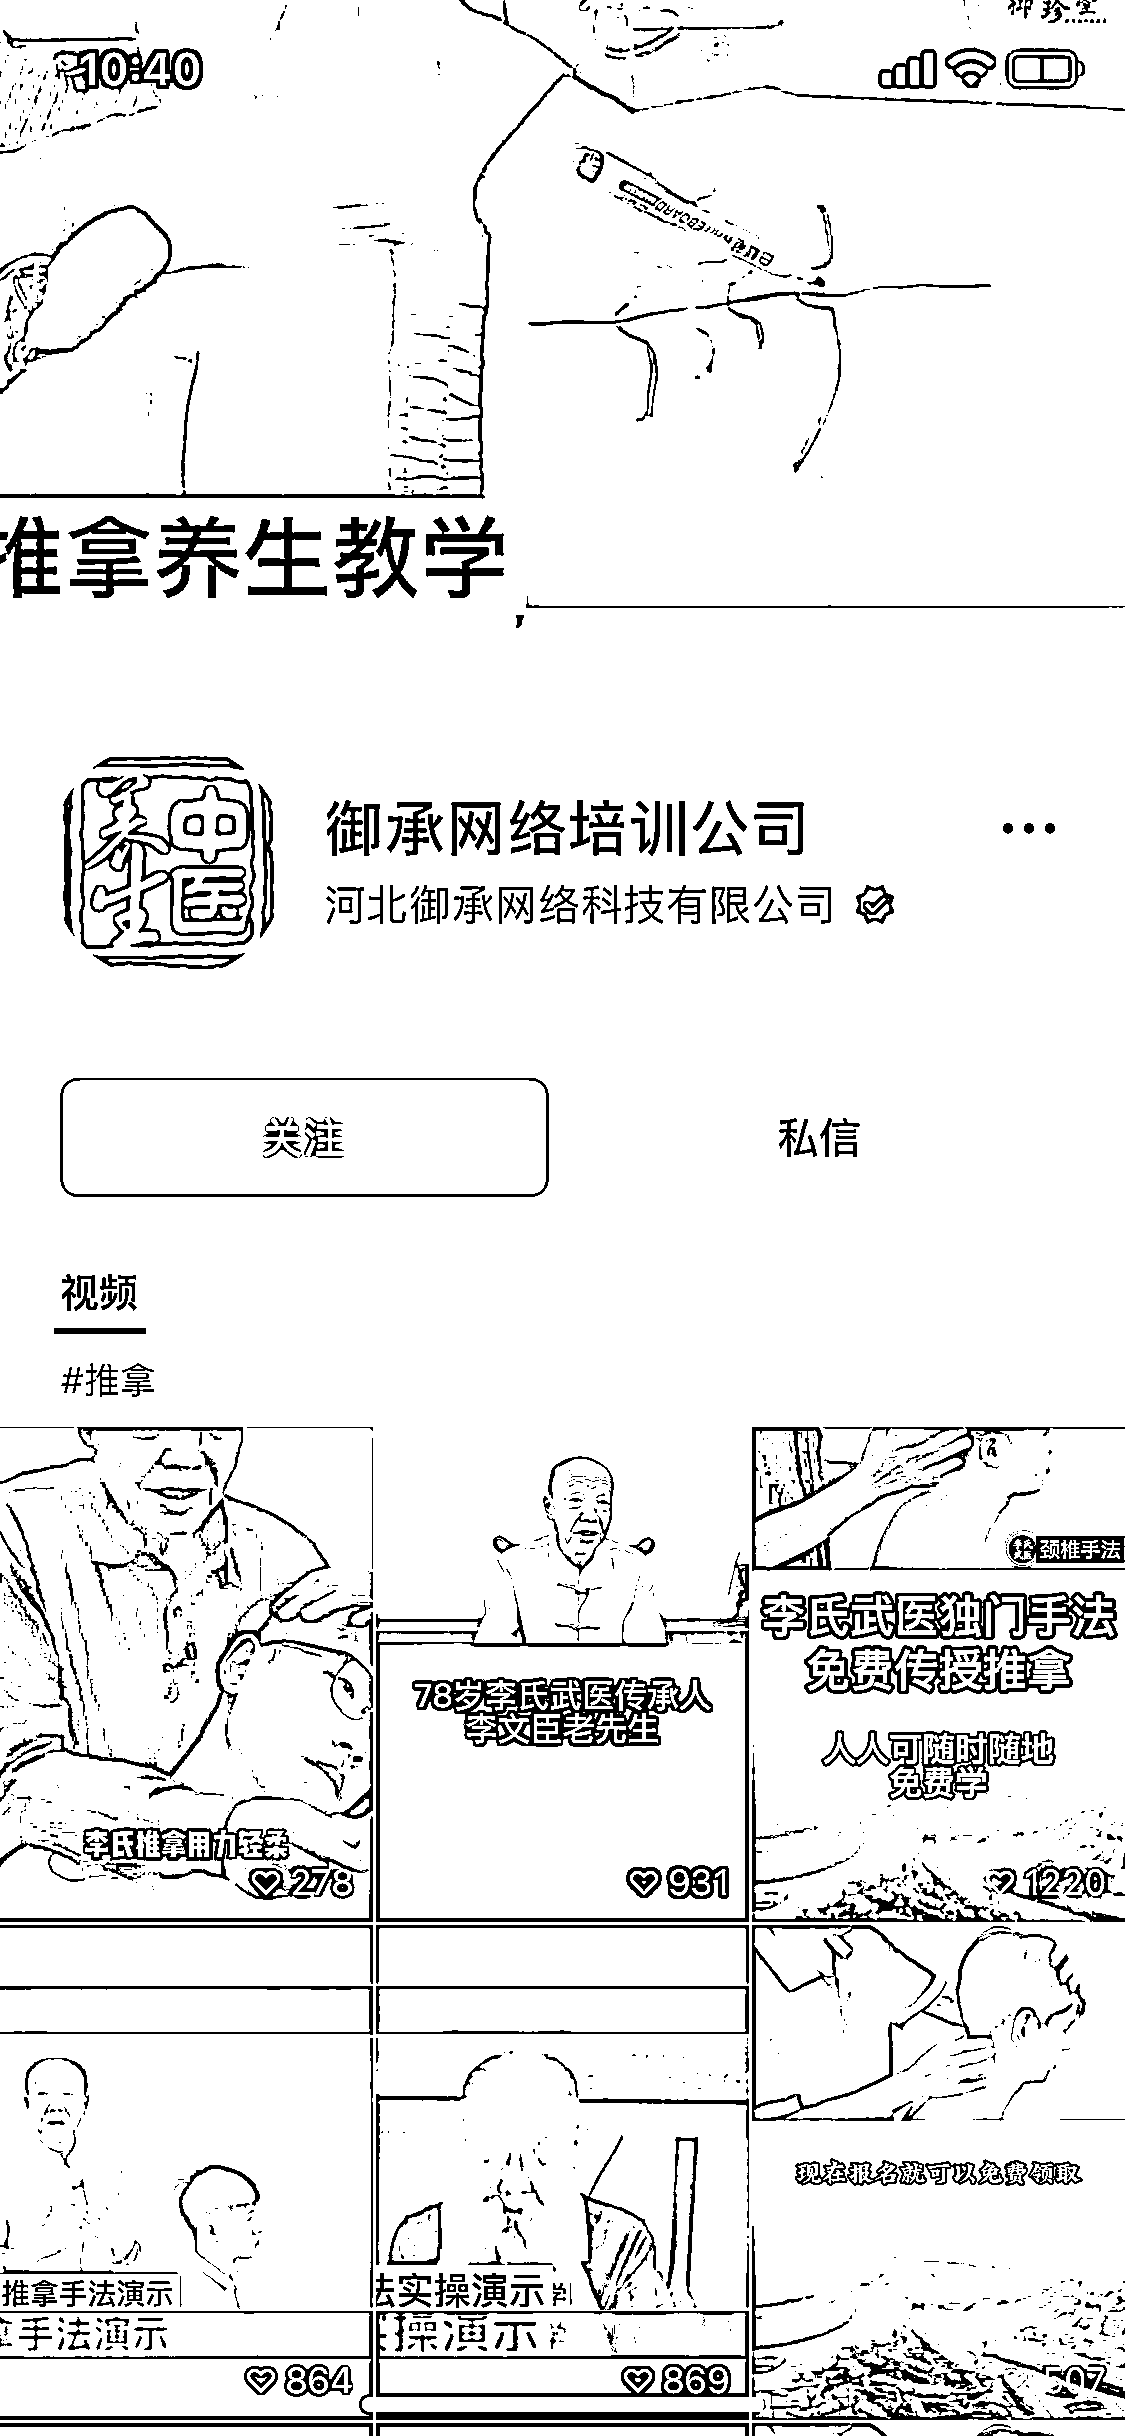 御珍堂
10:40
WHITEBOARD
推拿养生教学
养生
中医
御承网络培训公司
河北御承网络科技有限公司
关注
私信
视频
#推拿
李氏推拿用力轻柔
278
78岁李氏武医传承人
李文臣老先生
931
颈椎手法
李氏武医独门手法
免费传授推拿
人人可随时随地
免费学
1220
推拿手法演示
手法演示
864
法实操演示
操演示
869
现在报名就可以免费领取
507